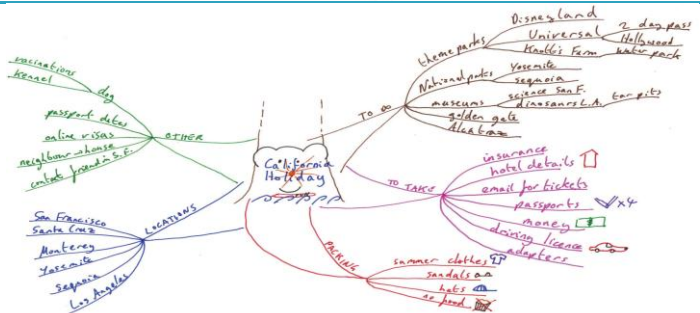 California
Holiday
TO DO
theme parks
Disneyland
Universal
2 day pass
Hollywood
Knott's Farm
water park
National parks
Yosemite
sequoia
museums
science San F.
dinosaurs L.A.
tar pits
golden gate
Alcatraz
TO TAKE
insurance
hotel details
email for tickets
passports
x4
money
driving licence
adapters
PACKING
summer clothes
sandals
hats
no food
LOCATIONS
San Francisco
Santa Cruz
Monterey
Yosemite
sequoia
Los Angeles
OTHER
dog
vaccinations
Kennel
passport dates
online visas
neighbour → house
contact friend in S.F.